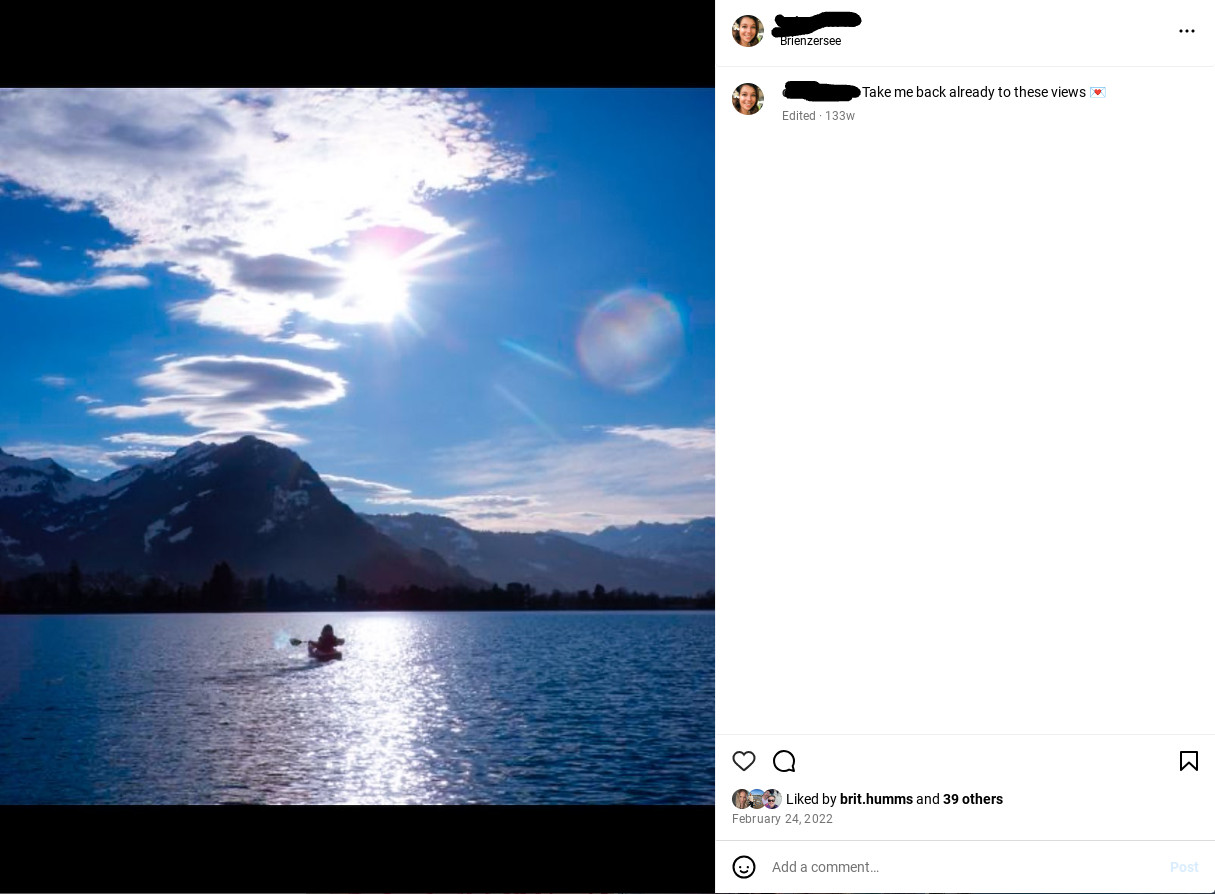 Brienzersee
Take me back already to these views 💌
Edited · 133w
Liked by brit.humms and 39 others
February 24, 2022
Add a comment…
Post